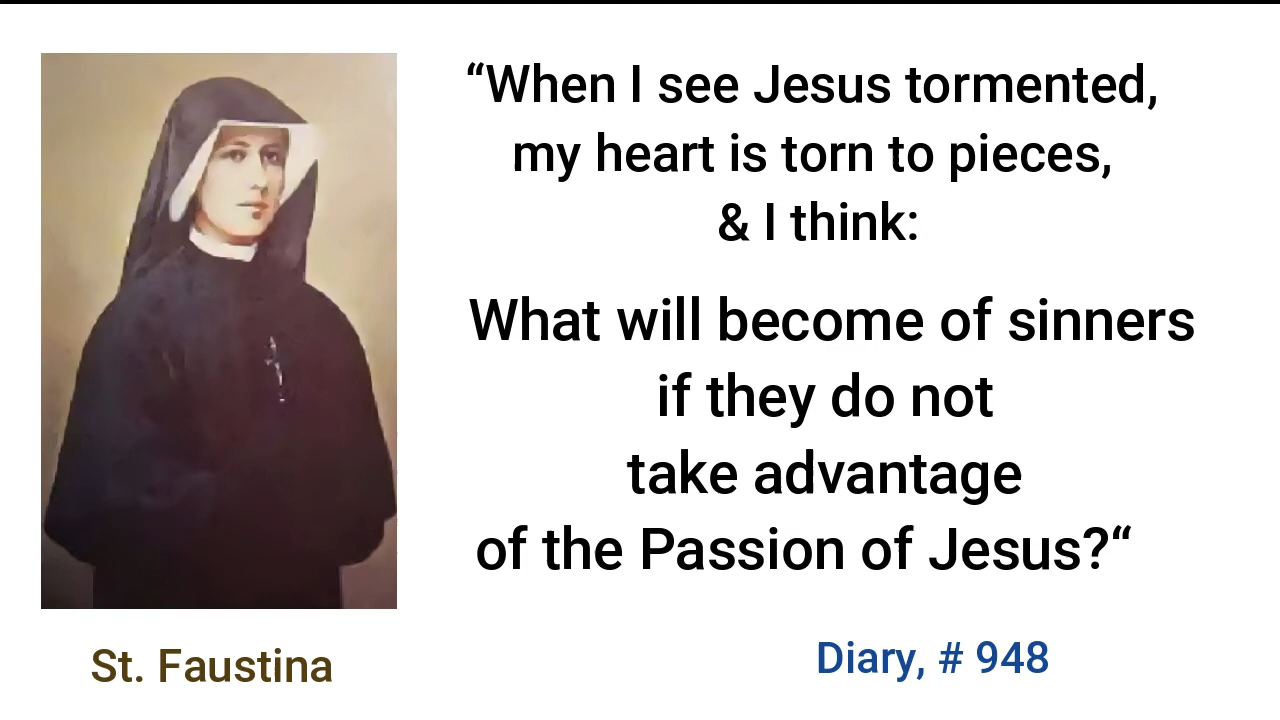 “When I see Jesus tormented,
my heart is torn to pieces,
& I think:
What will become of sinners
if they do not
take advantage
of the Passion of Jesus?“
St. Faustina
Diary, # 948